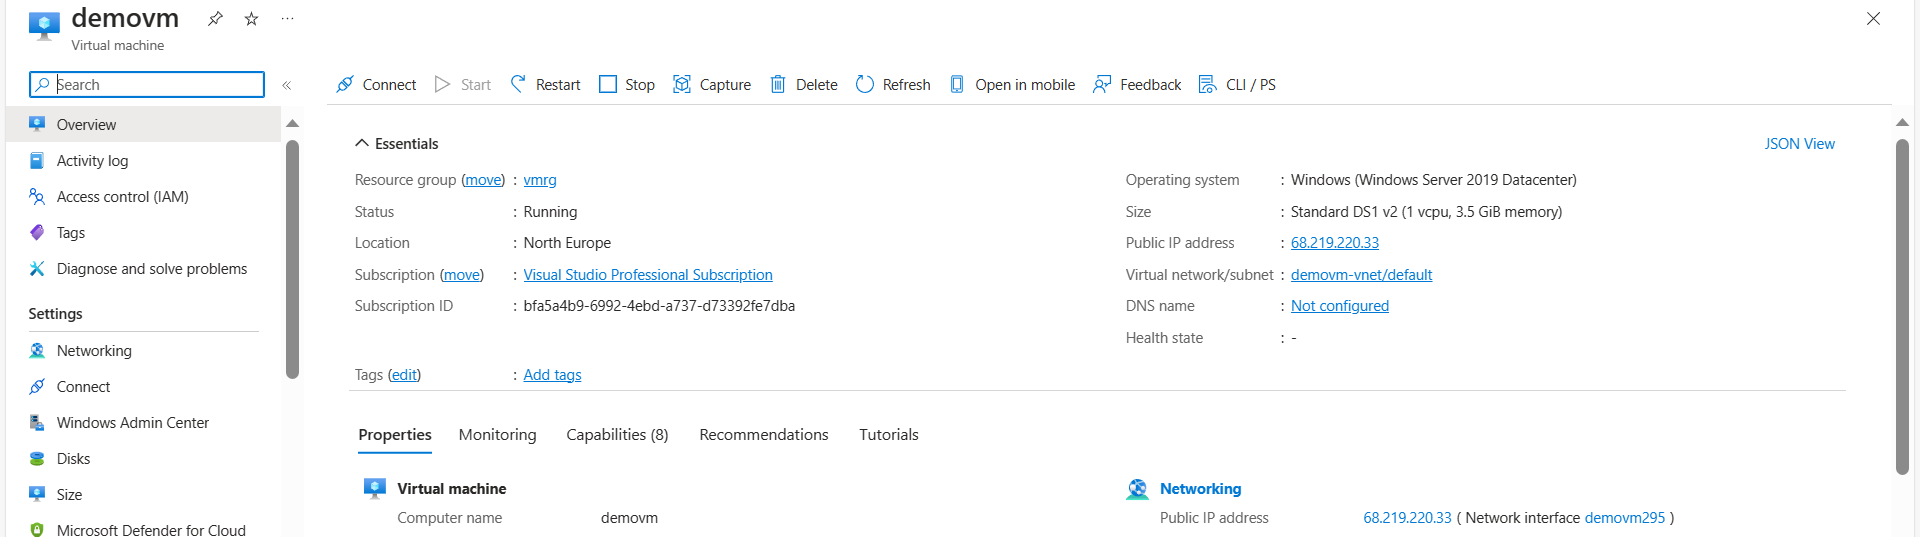 demovm
Virtual machine
Search
Connect Start Restart Stop Capture Delete Refresh Open in mobile Feedback CLI / PS
Overview
Activity log
Access control (IAM)
Tags
Diagnose and solve problems
Settings
Networking
Connect
Windows Admin Center
Disks
Size
Microsoft Defender for Cloud
Essentials
JSON View
Resource group (move) : vmrg
Status : Running
Location : North Europe
Subscription (move) : Visual Studio Professional Subscription
Subscription ID : bfa5a4b9-6992-4ebd-a737-d73392fe7dba
Operating system : Windows (Windows Server 2019 Datacenter)
Size : Standard DS1 v2 (1 vcpu, 3.5 GiB memory)
Public IP address : 68.219.220.33
Virtual network/subnet : demovm-vnet/default
DNS name : Not configured
Health state : -
Tags (edit) : Add tags
Properties Monitoring Capabilities (8) Recommendations Tutorials
Virtual machine
Computer name demovm
Networking
Public IP address 68.219.220.33 ( Network interface demovm295 )